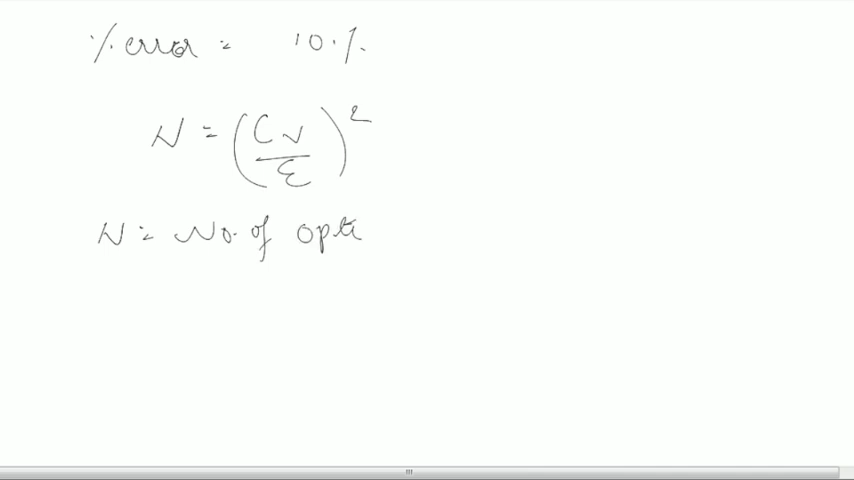 % error = 10%
N = (Cv/ε)²
N = No. of opti